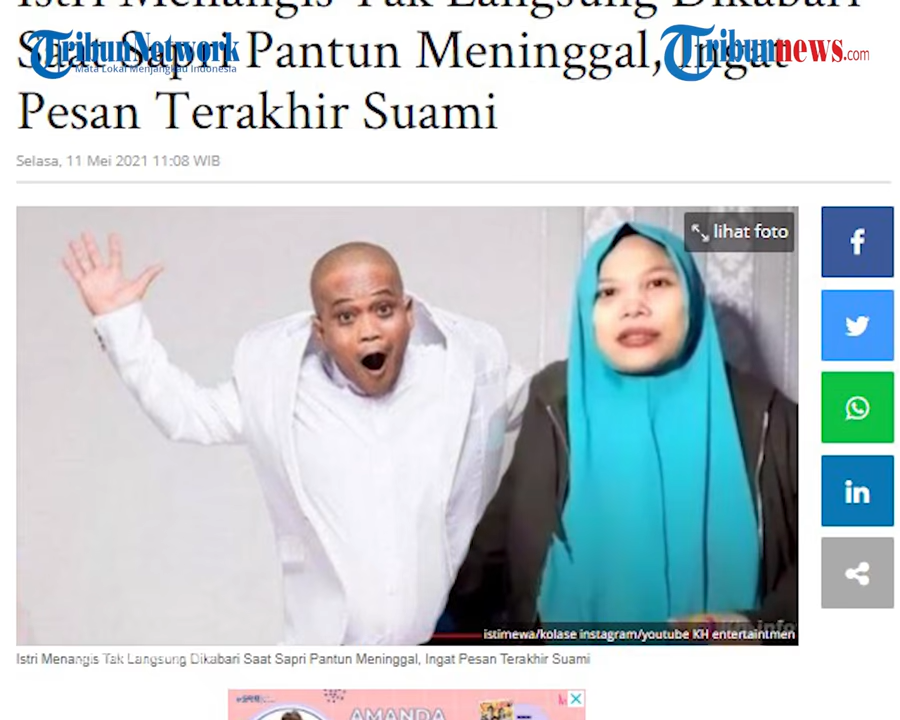 Istri Menangis Tak Langsung Dikabari
Saat Sapri Pantun Meninggal, Ingat
TribunNetwork
Mata Lokal Menjangkau Indonesia
Tribunnews.com
Pesan Terakhir Suami
Selasa, 11 Mei 2021 11:08 WIB
lihat foto
f
in
istimewa/kolase instagram/youtube KH entertaintmen
Istri Menangis Tak Langsung Dikabari Saat Sapri Pantun Meninggal, Ingat Pesan Terakhir Suami
AMANDA